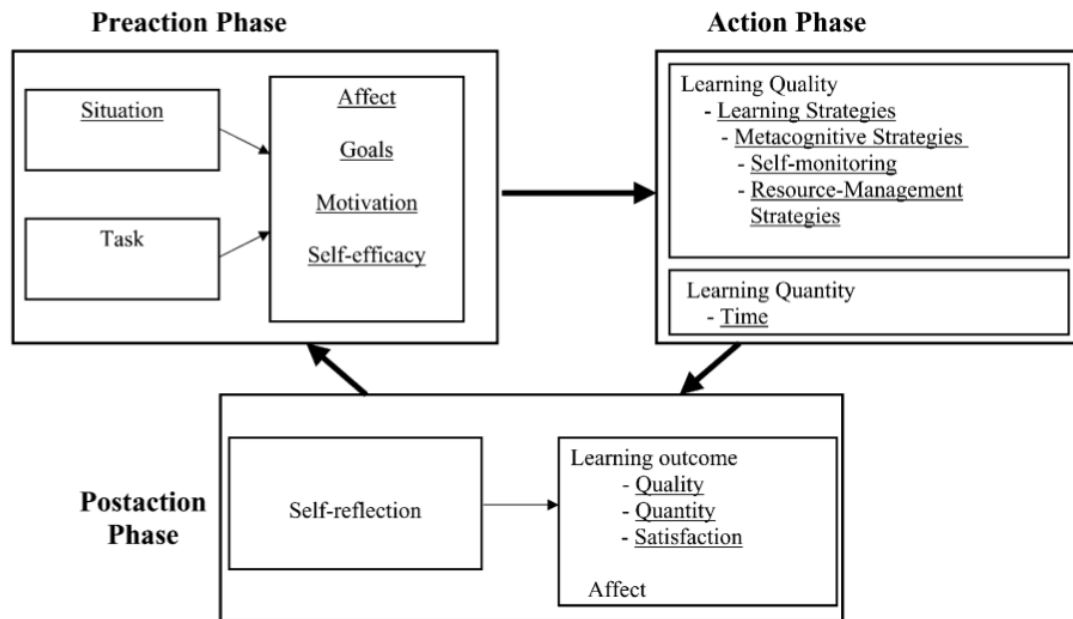 Preaction Phase
Situation
Task
Affect
Goals
Motivation
Self-efficacy
Action Phase
Learning Quality
- Learning Strategies
- Metacognitive Strategies
- Self-monitoring
- Resource-Management
Strategies
Learning Quantity
- Time
Postaction
Phase
Self-reflection
Learning outcome
- Quality
- Quantity
- Satisfaction
Affect